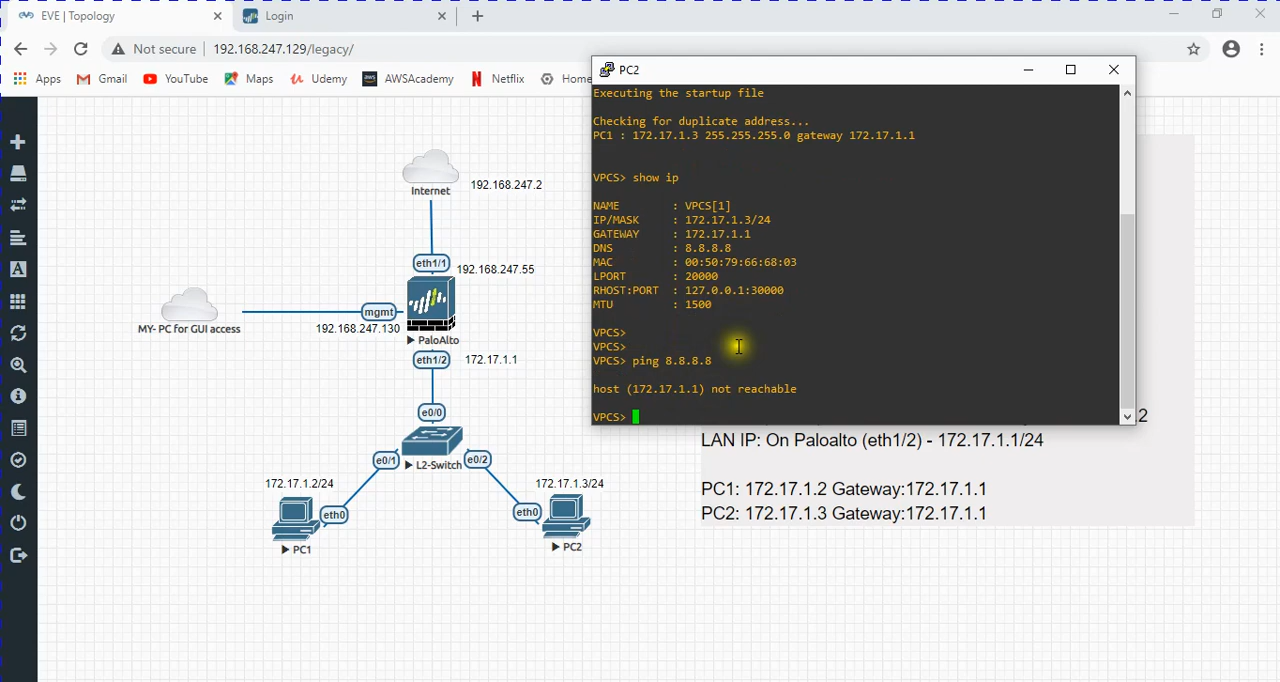 EVE | Topology
Login
Not secure
192.168.247.129/legacy/
Apps
Gmail
YouTube
Maps
Udemy
AWSAcademy
Netflix
Home
PC2
Executing the startup file
Checking for duplicate address...
PC1 : 172.17.1.3 255.255.255.0 gateway 172.17.1.1
VPCS> show ip
NAME : VPCS[1]
IP/MASK : 172.17.1.3/24
GATEWAY : 172.17.1.1
DNS : 8.8.8.8
MAC : 00:50:79:66:68:03
LPORT : 20000
RHOST:PORT : 127.0.0.1:30000
MTU : 1500
VPCS>
VPCS>
VPCS> ping 8.8.8.8
host (172.17.1.1) not reachable
VPCS>
Internet
192.168.247.2
eth1/1
192.168.247.55
mgmt
MY- PC for GUI access
192.168.247.130
PaloAlto
eth1/2
172.17.1.1
e0/0
e0/1
L2-Switch
e0/2
172.17.1.2/24
eth0
PC1
172.17.1.3/24
eth0
PC2
2
LAN IP: On Paloalto (eth1/2) - 172.17.1.1/24
PC1: 172.17.1.2 Gateway:172.17.1.1
PC2: 172.17.1.3 Gateway:172.17.1.1